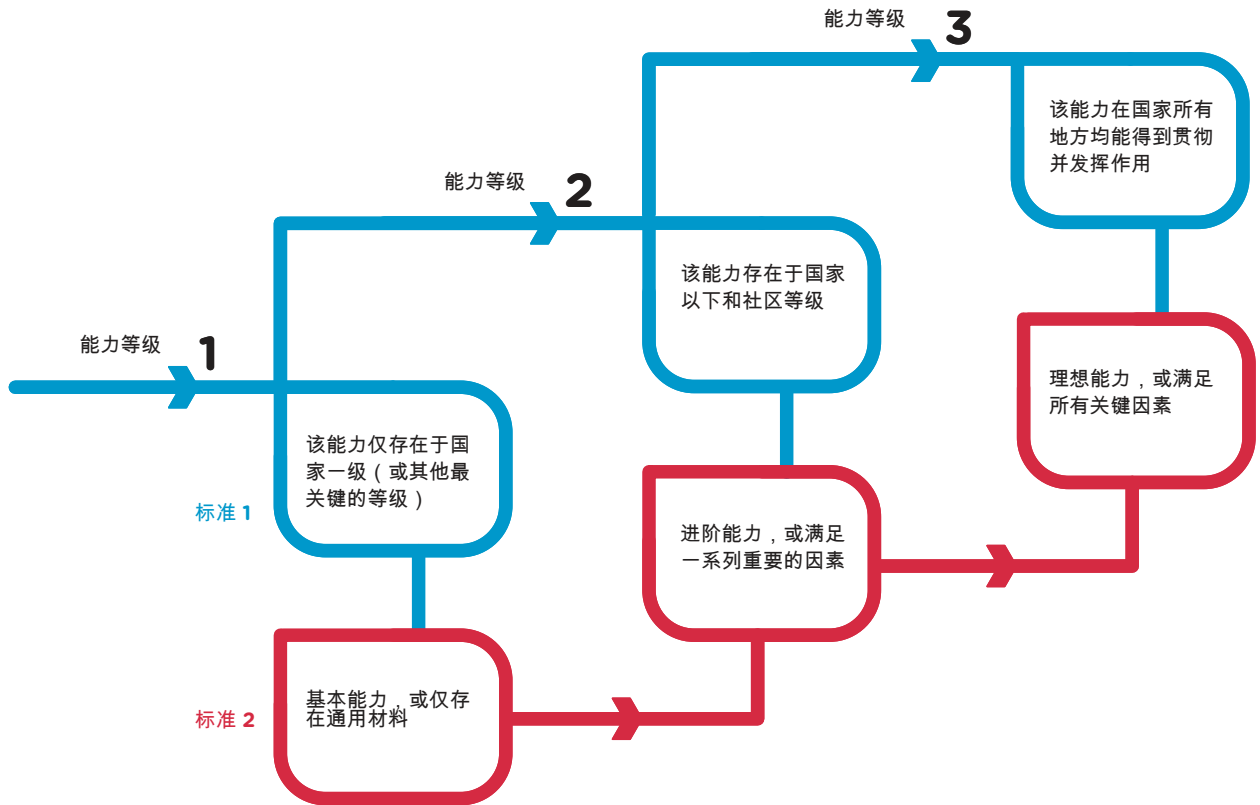 能力等级 3
该能力在国家所有
地方均能得到贯彻
并发挥作用
能力等级 2
该能力存在于国家
以下和社区等级
能力等级 1
理想能力，或满足
所有关键因素
该能力仅存在于国
家一级（或其他最
关键的等级）
标准 1
进阶能力，或满足
一系列重要的因素
基本能力，或仅存
在通用材料
标准 2